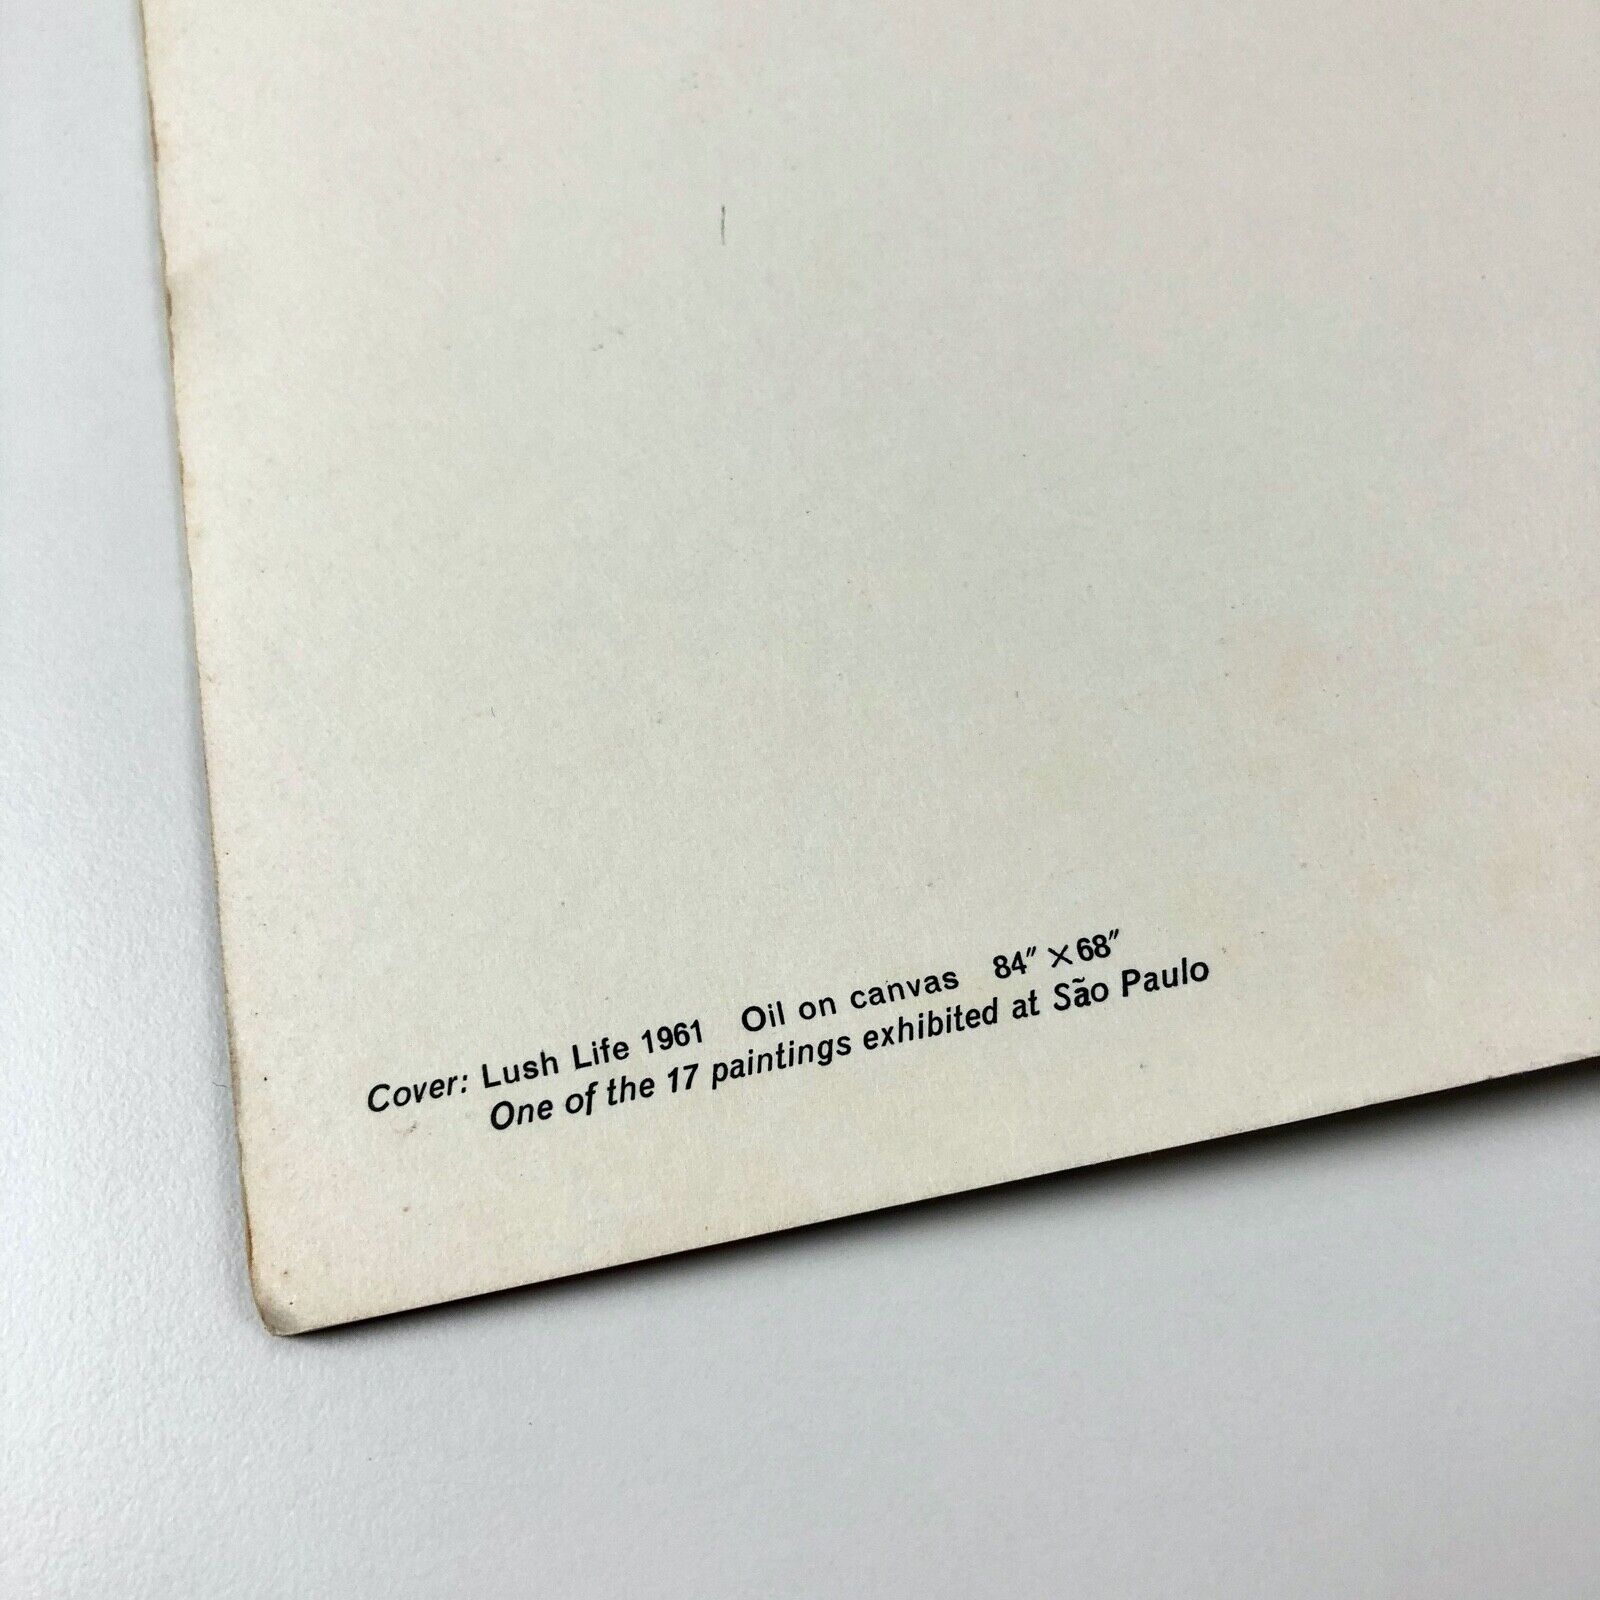 Cover: Lush Life 1961 Oil on canvas 84″ × 68″
One of the 17 paintings exhibited at São Paulo